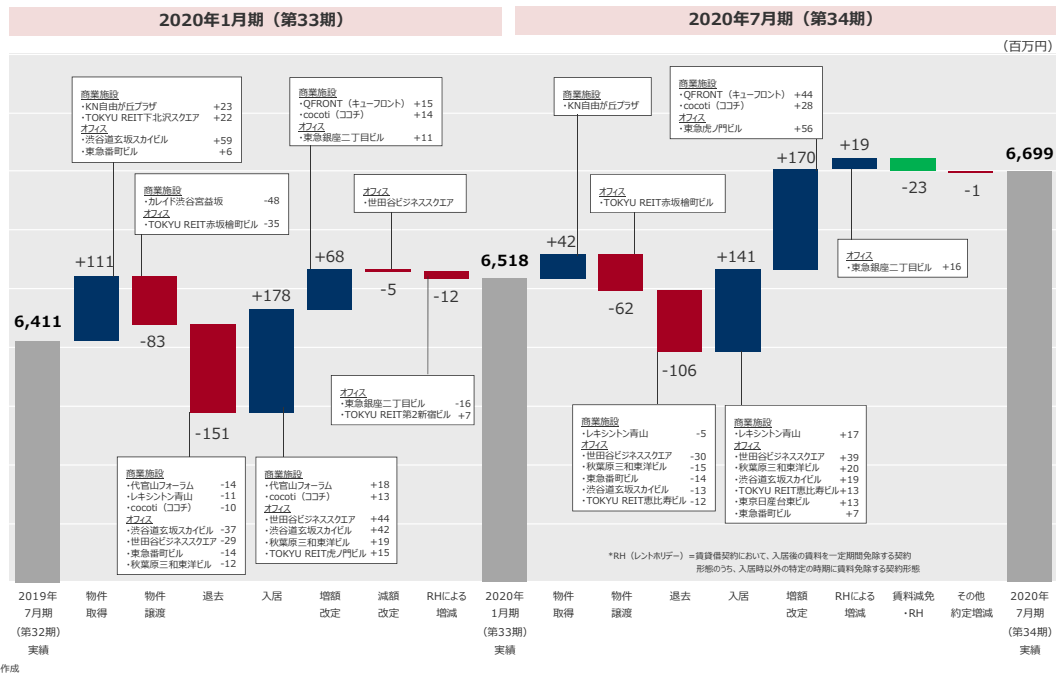 2020年1月期（第33期）
2020年7月期（第34期）
（百万円）
商業施設
・KN自由が丘プラザ +23
・TOKYU REIT下北沢スクエア +22
オフィス
・渋谷道玄坂スカイビル +59
・東急番町ビル +6
商業施設
・カレイド渋谷宮益坂 -48
オフィス
・TOKYU REIT赤坂檜町ビル -35
商業施設
・QFRONT（キューフロント） +15
・cocoti（ココチ） +14
オフィス
・東急銀座二丁目ビル +11
オフィス
・世田谷ビジネススクエア
商業施設
・KN自由が丘プラザ
オフィス
・TOKYU REIT赤坂檜町ビル
商業施設
・QFRONT（キューフロント） +44
・cocoti（ココチ） +28
オフィス
・東急虎ノ門ビル +56
オフィス
・東急銀座二丁目ビル +16
6,411
+111
-83
-151
+178
+68
-5
-12
6,518
+42
-62
-106
+141
+170
+19
-23
-1
6,699
オフィス
・東急銀座二丁目ビル -16
・TOKYU REIT第2新宿ビル +7
商業施設
・代官山フォーラム -14
・レキシントン青山 -11
・cocoti（ココチ） -10
オフィス
・渋谷道玄坂スカイビル -37
・世田谷ビジネススクエア -29
・東急番町ビル -14
・秋葉原三和東洋ビル -12
商業施設
・代官山フォーラム +18
・cocoti（ココチ） +13
オフィス
・世田谷ビジネススクエア +44
・渋谷道玄坂スカイビル +42
・秋葉原三和東洋ビル +19
・TOKYU REIT虎ノ門ビル +15
商業施設
・レキシントン青山 -5
オフィス
・世田谷ビジネススクエア -30
・秋葉原三和東洋ビル -15
・東急番町ビル -14
・渋谷道玄坂スカイビル -13
・TOKYU REIT恵比寿ビル -12
商業施設
・レキシントン青山 +17
オフィス
・世田谷ビジネススクエア +39
・秋葉原三和東洋ビル +20
・渋谷道玄坂スカイビル +19
・TOKYU REIT恵比寿ビル +13
・東京日産台東ビル +13
・東急番町ビル +7
*RH（レントホリデー）＝賃貸借契約において、入居後の賃料を一定期間免除する契約
形態のうち、入居時以外の特定の時期に賃料免除する契約形態
2019年
7月期
（第32期）
実績
物件
取得
物件
譲渡
退去
入居
増額
改定
減額
改定
RHによる
増減
2020年
1月期
（第33期）
実績
物件
取得
物件
譲渡
退去
入居
増額
改定
RHによる
増減
賃料減免
・RH
その他
約定増減
2020年
7月期
（第34期）
実績
作成